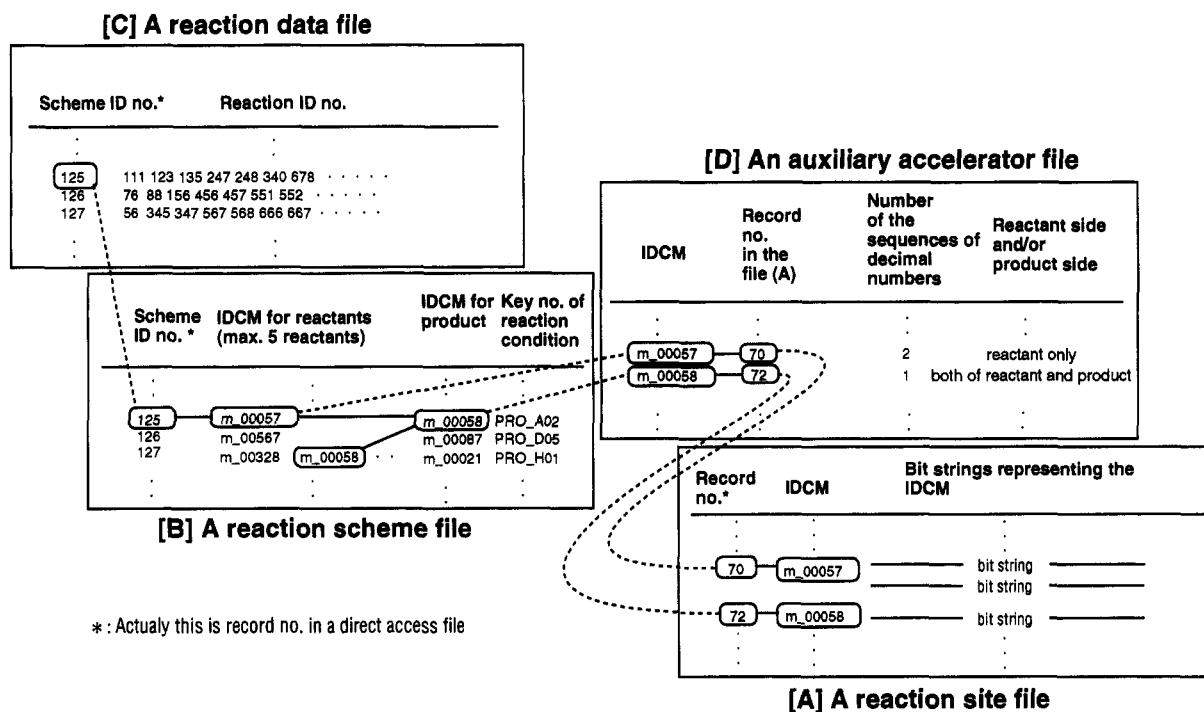 [C] A reaction data file
Scheme ID no.* Reaction ID no.
125 111 123 135 247 248 340 678 · · · · ·
126 76 88 156 456 457 551 552 · · · · ·
127 56 345 347 567 568 666 667 · · · · ·
[D] An auxiliary accelerator file
IDCM
Record
no.
in the
file (A)
Number
of the
sequences of
decimal
numbers
Reactant side
and/or
product side
m_00057 70 2 reactant only
m_00058 72 1 both of reactant and product
Scheme
ID no. *
IDCM for reactants
(max. 5 reactants)
IDCM for
product
Key no. of
reaction
condition
125 m_00057 m_00058 PRO_A02
126 m_00567 m_00087 PRO_D05
127 m_00328 m_00058 · · m_00021 PRO_H01
[B] A reaction scheme file
Record
no.*
IDCM
Bit strings representing the
IDCM
70 m_00057 bit string
bit string
72 m_00058 bit string
[A] A reaction site file
* : Actualy this is record no. in a direct access file